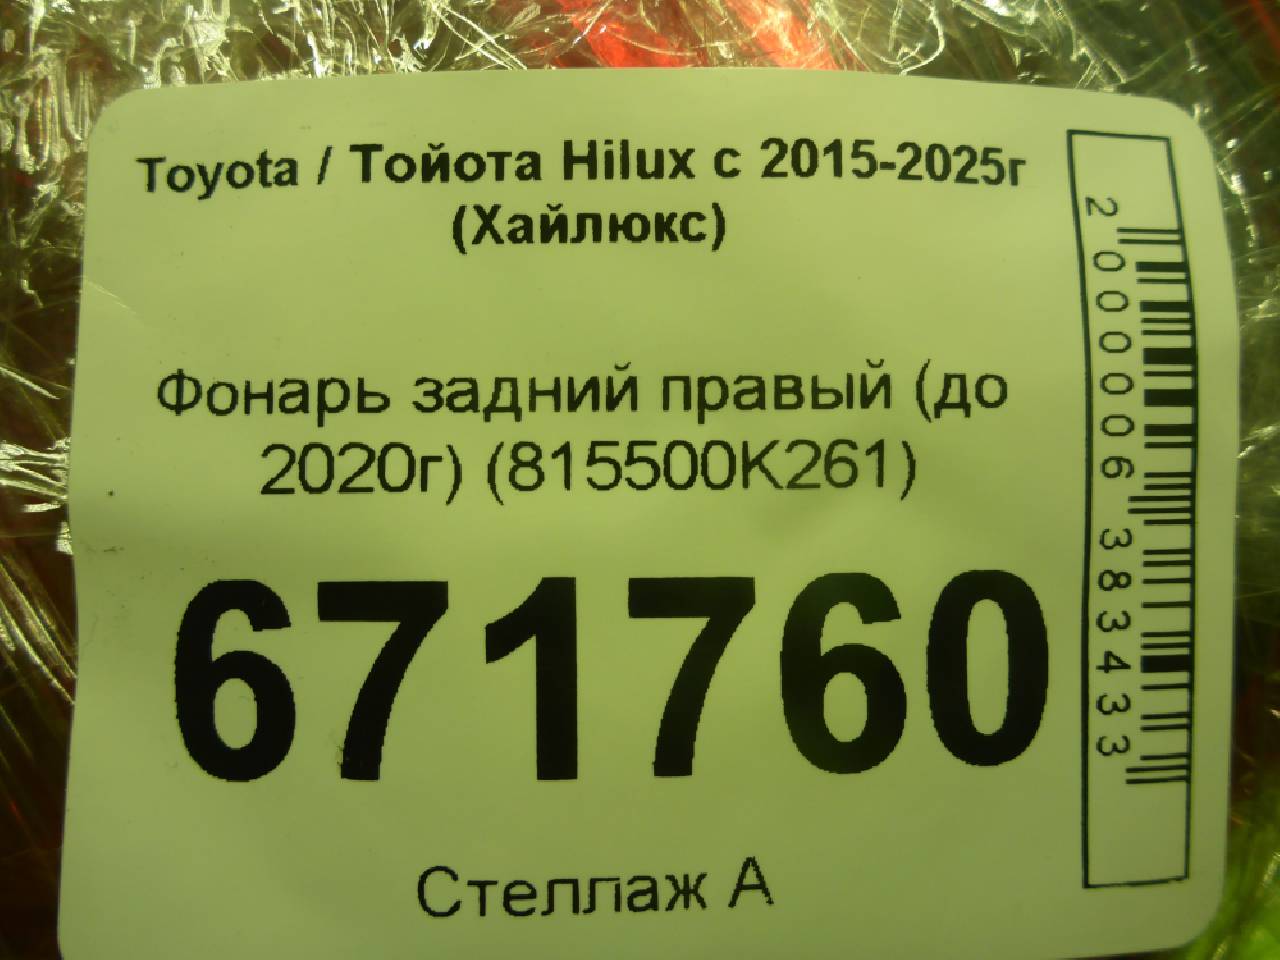 Toyota / Тойота Hilux с 2015-2025г
(Хайлюкс)
Фонарь задний правый (до
2020г) (815500K261)
671760
Стеллаж А
2000006383433